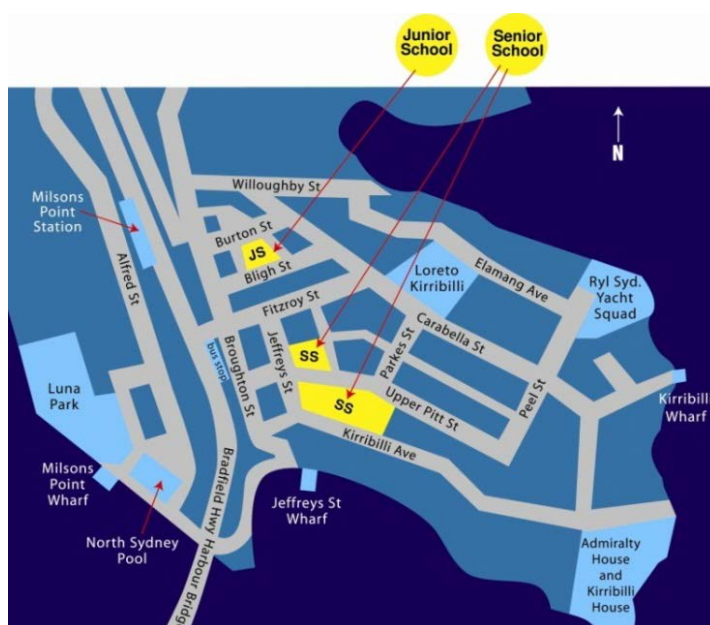 Junior
School
Senior
School
N
Willoughby St
Milsons
Point
Station
Burton St
JS
Bligh St
Alfred St
Loreto
Kirribilli
Elamang Ave
Ryl Syd.
Yacht
Squad
Fitzroy St
Carabella St
bus stop
Broughton St
Jeffreys St
SS
Parkes St
Luna
Park
SS
Upper Pitt St
Peel St
Kirribilli
Wharf
Kirribilli Ave
Milsons
Point
Wharf
Bradfield Hwy Harbour Bridge
Jeffreys St
Wharf
North Sydney
Pool
Admiralty
House
and
Kirribilli
House